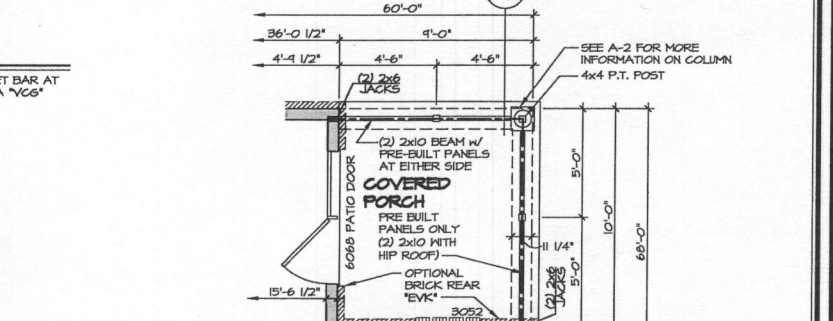 60'-0"
36'-0 1/2"
9'-0"
4'-9 1/2"
4'-6"
4'-6"
SEE A-2 FOR MORE
INFORMATION ON COLUMN
4x4 P.T. POST
ET BAR AT
A "VCG"
(2) 2x6
JACKS
(2) 2x10 BEAM w/
PRE-BUILT PANELS
AT EITHER SIDE
COVERED
PORCH
PRE BUILT
PANELS ONLY
(2) 2x10 WITH
HIP ROOF)
6068 PATIO DOOR
OPTIONAL
BRICK REAR
"EVK"
15'-6 1/2"
3052
11 1/4"
5'-0"
5'-0"
10'-0"
68'-0"
(2) 2x6
JACKS